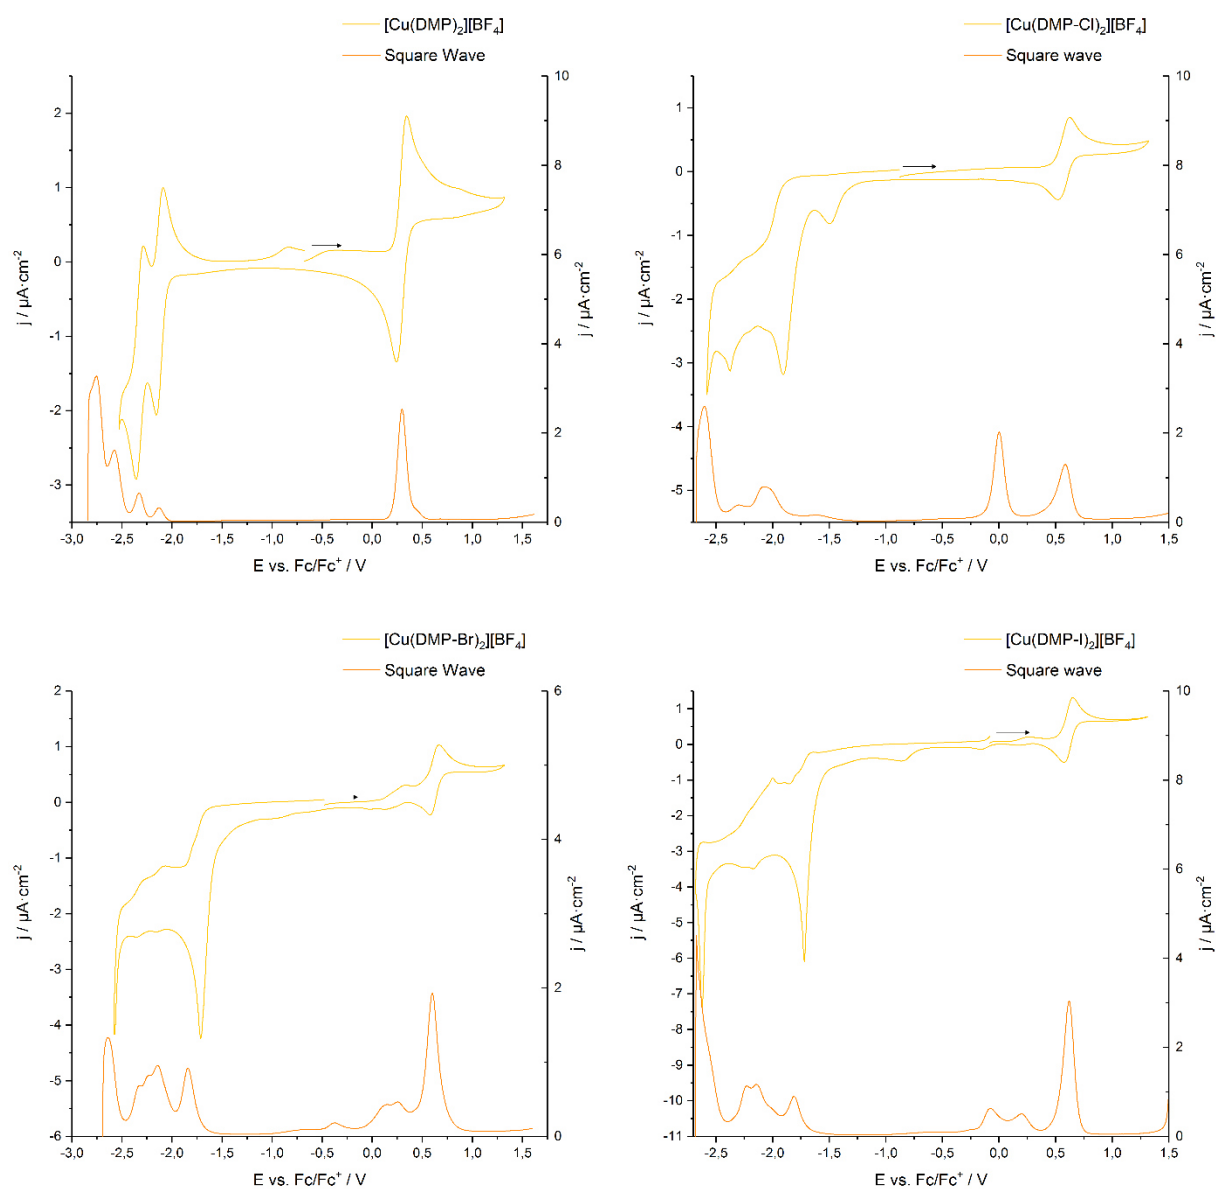 [Cu(DMP)₂][BF₄]
Square Wave
2
1
0
-1
-2
-3
10
8
6
4
2
0
j / µA·cm⁻²
j / µA·cm⁻²
-3,0 -2,5 -2,0 -1,5 -1,0 -0,5 0,0 0,5 1,0 1,5
E vs. Fc/Fc⁺ / V
[Cu(DMP-Cl)₂][BF₄]
Square wave
1
0
-1
-2
-3
-4
-5
10
8
6
4
2
0
j / µA·cm⁻²
j / µA·cm⁻²
-2,5 -2,0 -1,5 -1,0 -0,5 0,0 0,5 1,0 1,5
E vs. Fc/Fc⁺ / V
[Cu(DMP-Br)₂][BF₄]
Square Wave
2
1
0
-1
-2
-3
-4
-5
-6
6
4
2
0
j / µA·cm⁻²
j / µA·cm⁻²
-3,0 -2,5 -2,0 -1,5 -1,0 -0,5 0,0 0,5 1,0 1,5
E vs. Fc/Fc⁺ / V
[Cu(DMP-I)₂][BF₄]
Square wave
1
0
-1
-2
-3
-4
-5
-6
-7
-8
-9
-10
-11
10
8
6
4
2
0
j / µA·cm⁻²
j / µA·cm⁻²
-2,5 -2,0 -1,5 -1,0 -0,5 0,0 0,5 1,0 1,5
E vs. Fc/Fc⁺ / V